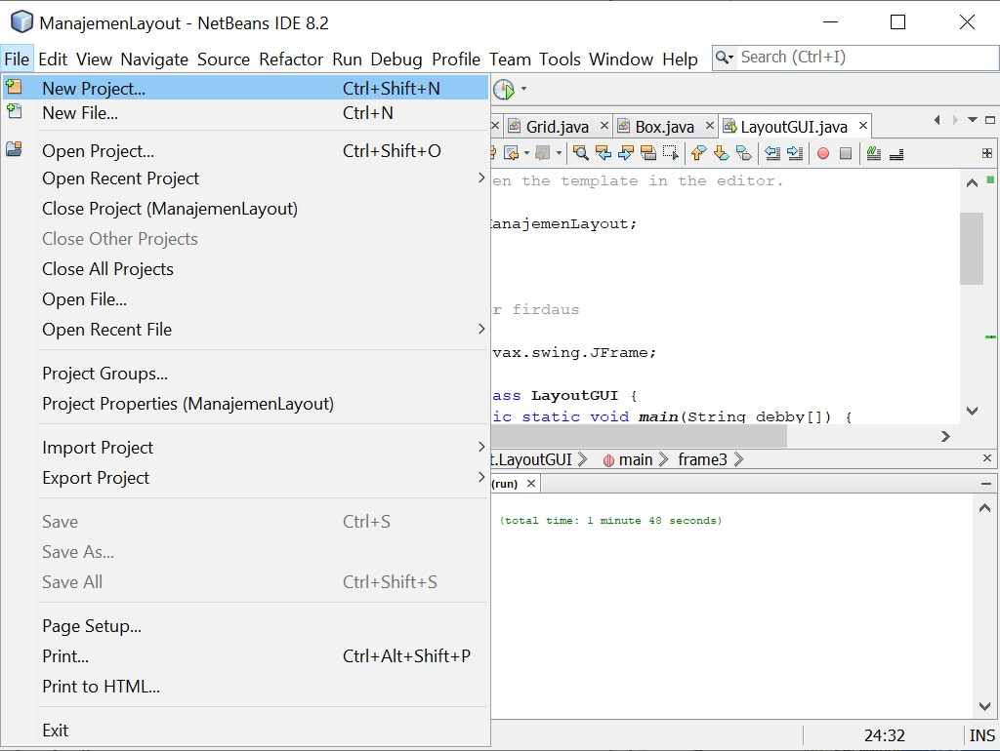 ManajemenLayout - NetBeans IDE 8.2
File Edit View Navigate Source Refactor Run Debug Profile Team Tools Window Help Search (Ctrl+I)
New Project... Ctrl+Shift+N
New File... Ctrl+N
Open Project... Ctrl+Shift+O
Open Recent Project
Close Project (ManajemenLayout)
Close Other Projects
Close All Projects
Open File...
Open Recent File
Project Groups...
Project Properties (ManajemenLayout)
Import Project
Export Project
Save Ctrl+S
Save As...
Save All Ctrl+Shift+S
Page Setup...
Print... Ctrl+Alt+Shift+P
Print to HTML...
Exit
Grid.java Box.java LayoutGUI.java
en the template in the editor.
anajemenLayout;
r firdaus
vax.swing.JFrame;
ass LayoutGUI {
ic static void main(String debby[]) {
t.LayoutGUI main frame3
(run)
(total time: 1 minute 48 seconds)
24:32 INS